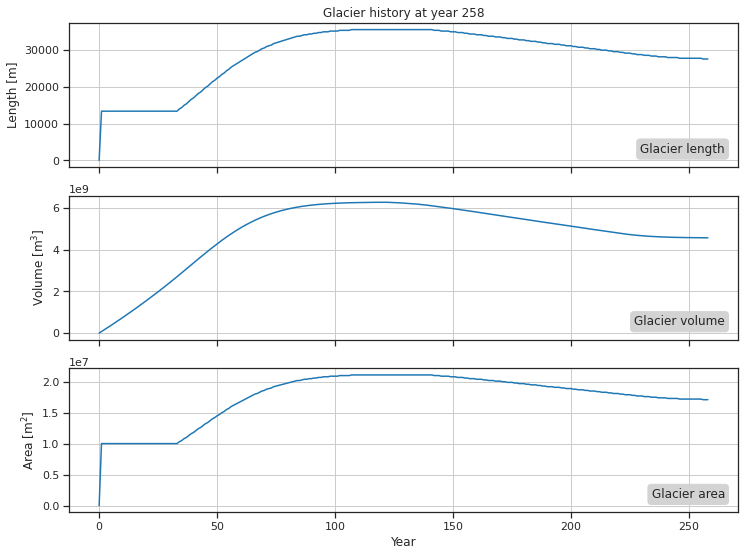 Glacier history at year 258
Length [m]
30000
20000
10000
0
Glacier length
1e9
Volume [m³]
6
4
2
0
Glacier volume
1e7
Area [m²]
2.0
1.5
1.0
0.5
0.0
Glacier area
0 50 100 150 200 250
Year